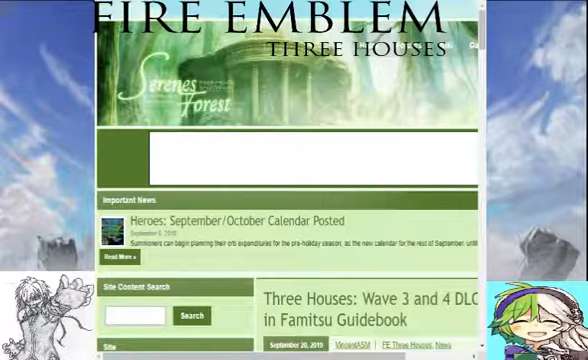 FIRE EMBLEM
THREE HOUSES
Serenes
Forest
Important News
Heroes: September/October Calendar Posted
September 6, 2019
Summoners can begin planning their orb expenditures for the pre-holiday season, as the new calendar for the rest of September, until
Read More »
Site Content Search
Search
Three Houses: Wave 3 and 4 DLC
in Famitsu Guidebook
Site
September 20, 2019 | VincentASM | FE Three Houses, News